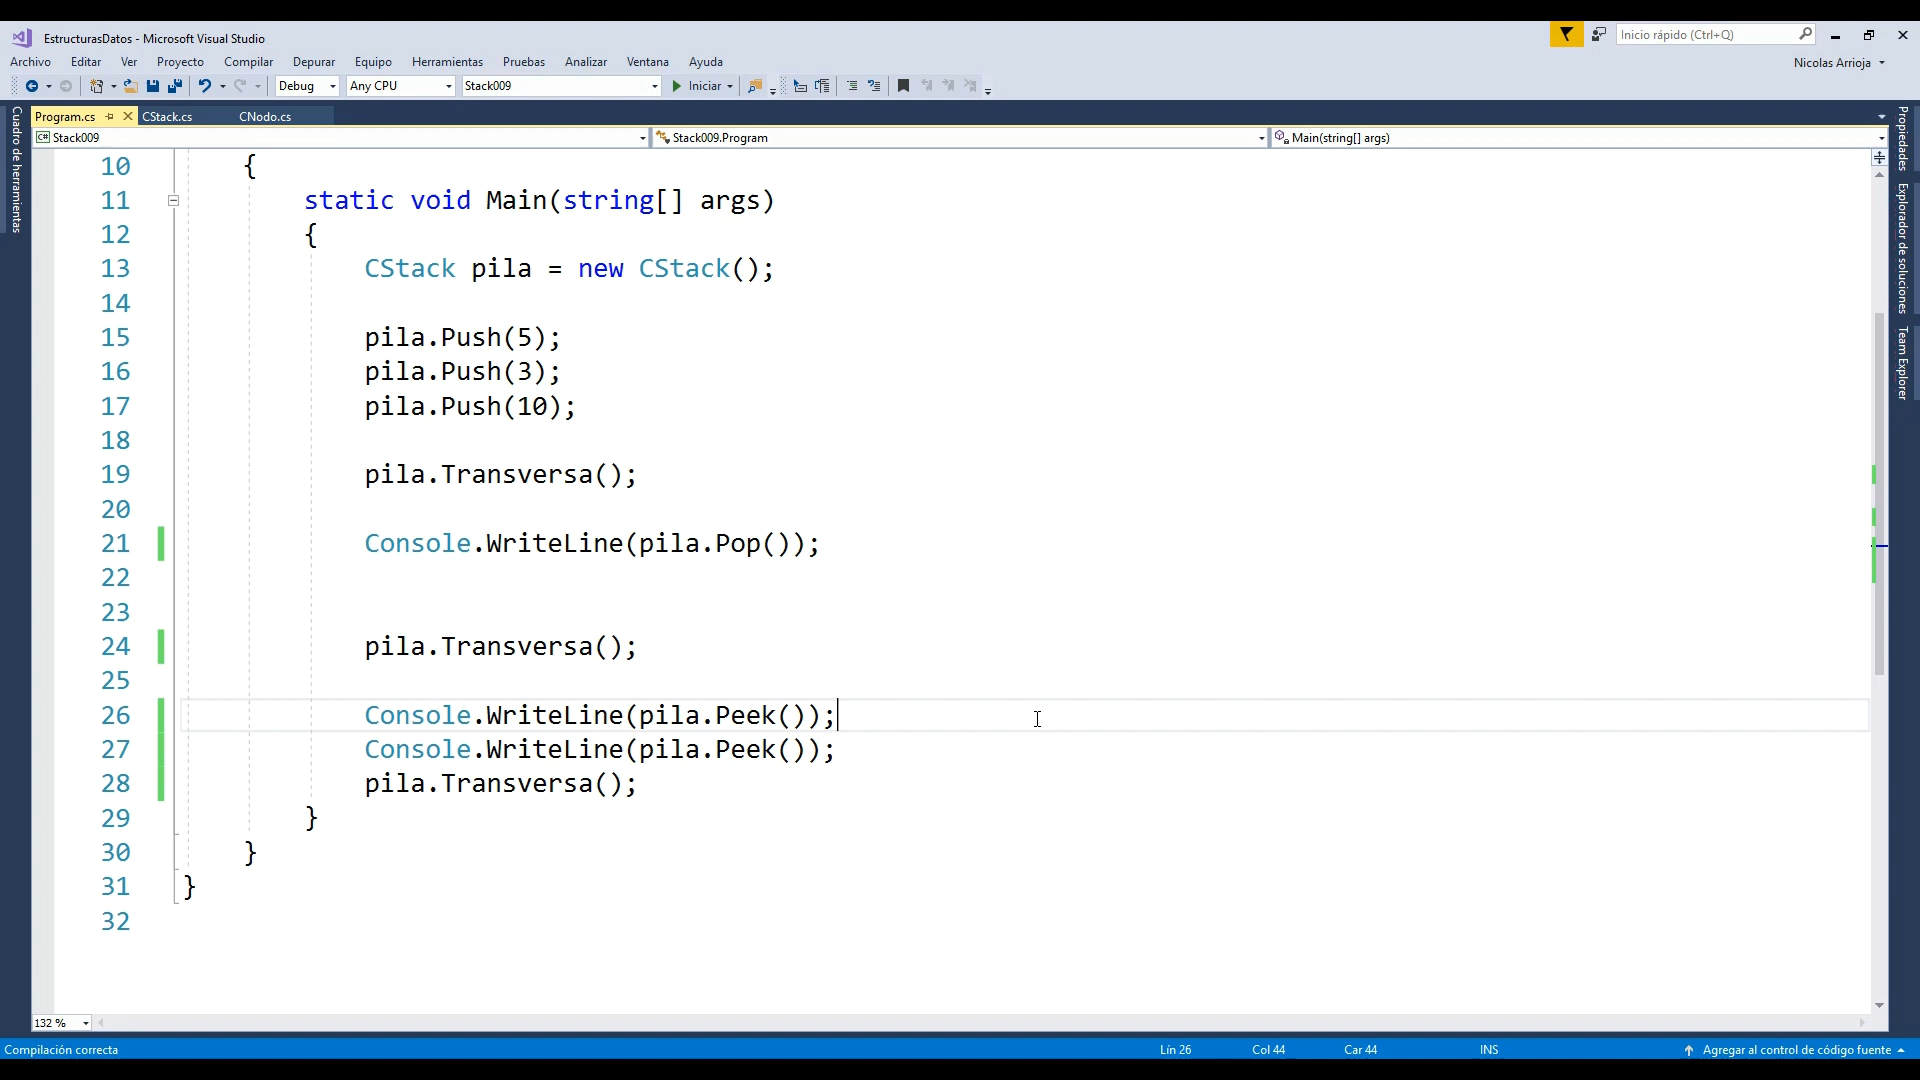 EstructurasDatos - Microsoft Visual Studio
Inicio rápido (Ctrl+Q)
Archivo Editar Ver Proyecto Compilar Depurar Equipo Herramientas Pruebas Analizar Ventana Ayuda
Nicolas Arrioja
Debug Any CPU Stack009 Iniciar
Program.cs CStack.cs CNodo.cs
Stack009 Stack009.Program Main(string[] args)
Cuadro de herramientas
Propiedades
Explorador de soluciones
Team Explorer
10 {
11 static void Main(string[] args)
12 {
13 CStack pila = new CStack();
14
15 pila.Push(5);
16 pila.Push(3);
17 pila.Push(10);
18
19 pila.Transversa();
20
21 Console.WriteLine(pila.Pop());
22
23
24 pila.Transversa();
25
26 Console.WriteLine(pila.Peek());
27 Console.WriteLine(pila.Peek());
28 pila.Transversa();
29 }
30 }
31 }
32
132 %
Compilación correcta Lín 26 Col 44 Car 44 INS Agregar al control de código fuente